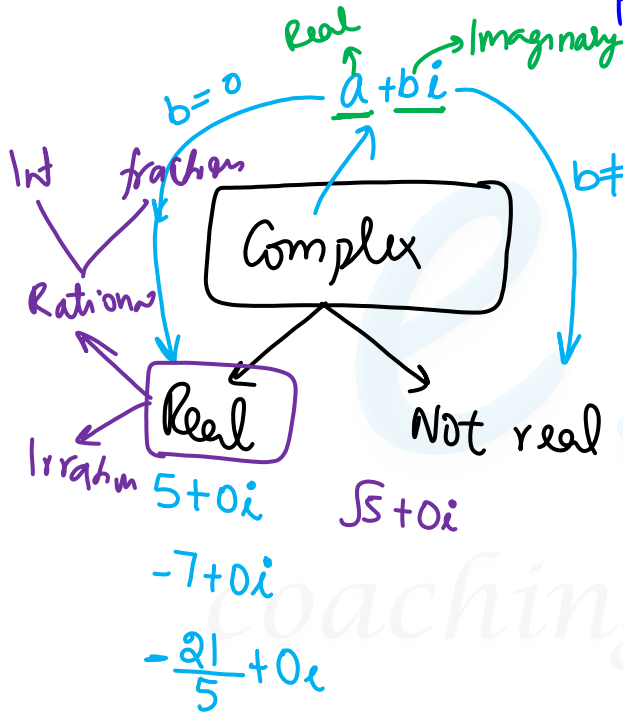 Real
Imaginary
b=0
a+bi
Int
fractions
b≠
Complex
Rational
Real
Not real
Irration
5+0i
√5+0i
-7+0i
coaching
-21/5+0i